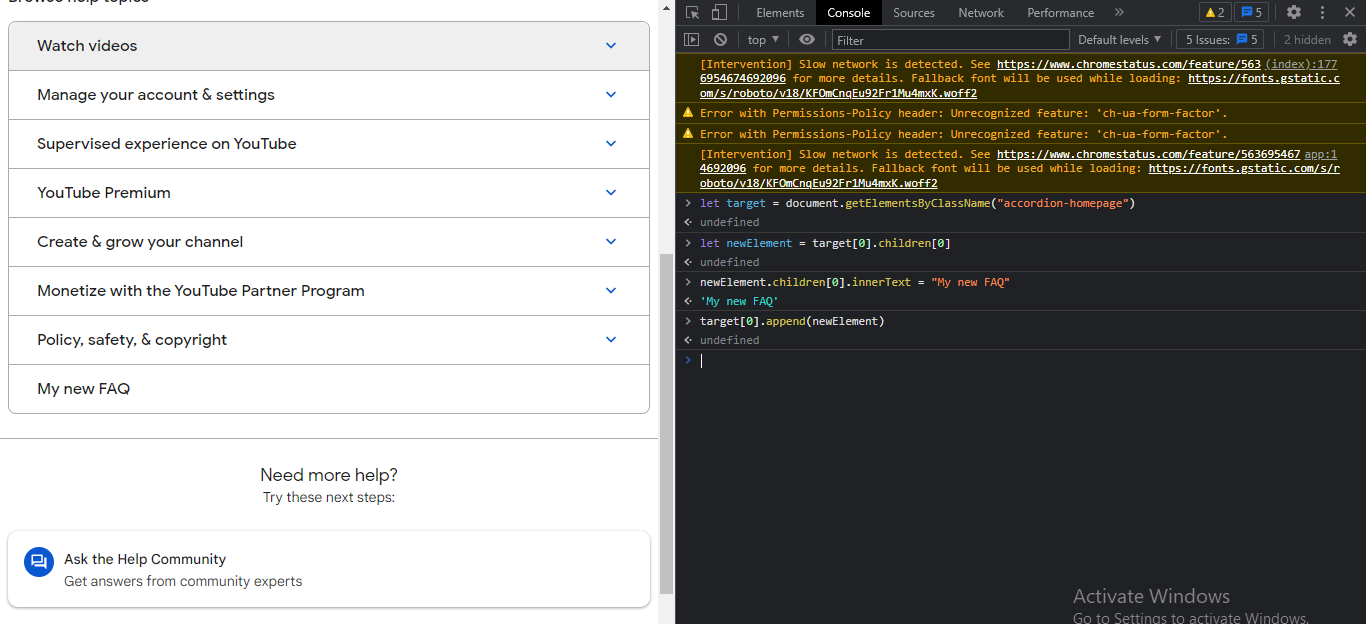 Browse help topics
Watch videos
Manage your account & settings
Supervised experience on YouTube
YouTube Premium
Create & grow your channel
Monetize with the YouTube Partner Program
Policy, safety, & copyright
My new FAQ
Need more help?
Try these next steps:
Ask the Help Community
Get answers from community experts
Elements Console Sources Network Performance » 2 5
top Filter Default levels 5 Issues: 5 2 hidden
[Intervention] Slow network is detected. See https://www.chromestatus.com/feature/563 (index):177
6954674692096 for more details. Fallback font will be used while loading: https://fonts.gstatic.c
om/s/roboto/v18/KFOmCnqEu92Fr1Mu4mxK.woff2
Error with Permissions-Policy header: Unrecognized feature: 'ch-ua-form-factor'.
Error with Permissions-Policy header: Unrecognized feature: 'ch-ua-form-factor'.
[Intervention] Slow network is detected. See https://www.chromestatus.com/feature/563695467 app:1
4692096 for more details. Fallback font will be used while loading: https://fonts.gstatic.com/s/r
oboto/v18/KFOmCnqEu92Fr1Mu4mxK.woff2
let target = document.getElementsByClassName("accordion-homepage")
undefined
let newElement = target[0].children[0]
undefined
newElement.children[0].innerText = "My new FAQ"
'My new FAQ'
target[0].append(newElement)
undefined
Activate Windows
Go to Settings to activate Windows.